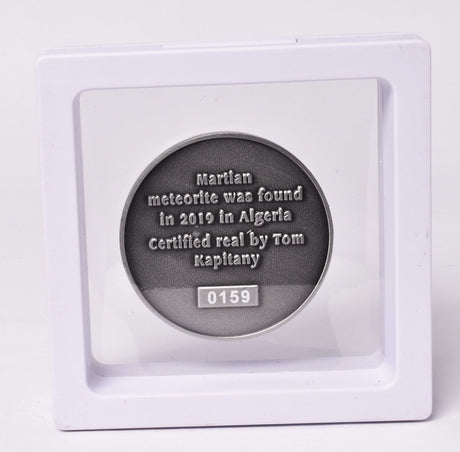 Martian
meteorite was found
in 2019 in Algeria
Certified real by Tom
Kapitany
0159